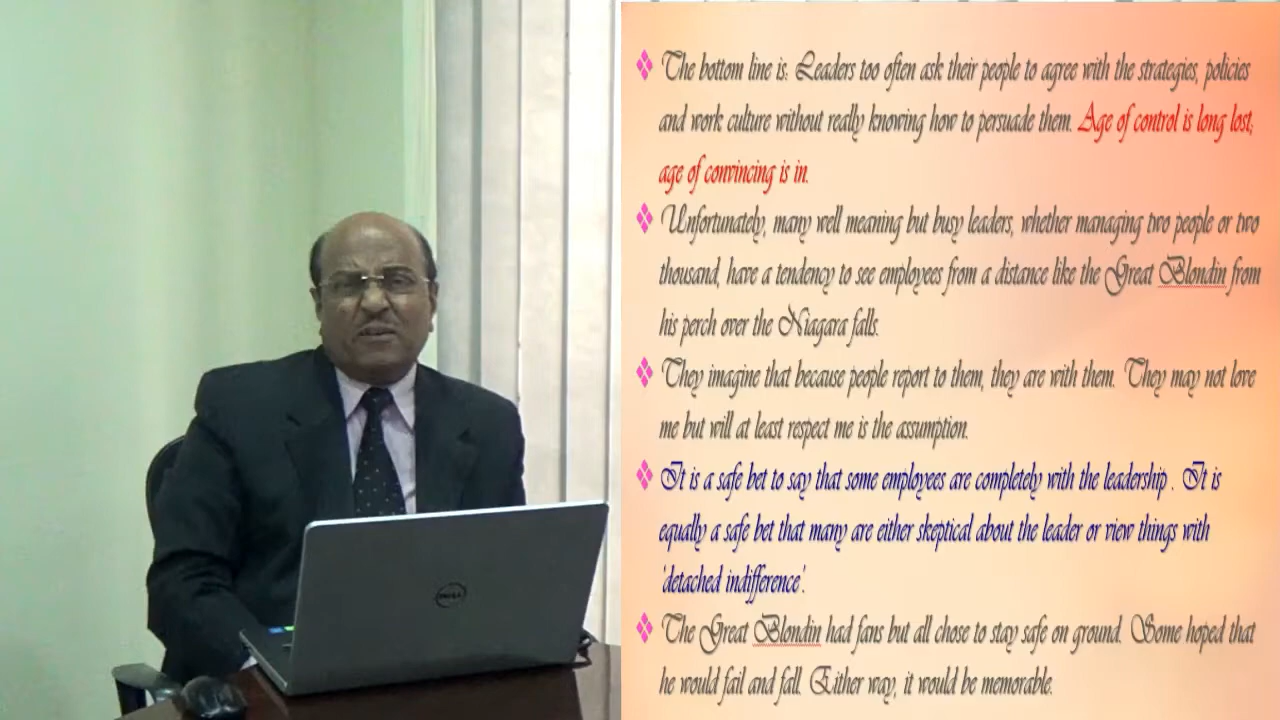 The bottom line is: Leaders too often ask their people to agree with the strategies, policies
and work culture without really knowing how to persuade them. Age of control is long lost;
age of convincing is in.
Unfortunately, many well meaning but busy leaders, whether managing two people or two
thousand, have a tendency to see employees from a distance like the Great Blondin from
his perch over the Niagara falls.
They imagine that because people report to them, they are with them. They may not love
me but will at least respect me is the assumption.
It is a safe bet to say that some employees are completely with the leadership . It is
equally a safe bet that many are either skeptical about the leader or view things with
'detached indifference'.
The Great Blondin had fans but all chose to stay safe on ground. Some hoped that
he would fail and fall. Either way, it would be memorable.
DELL